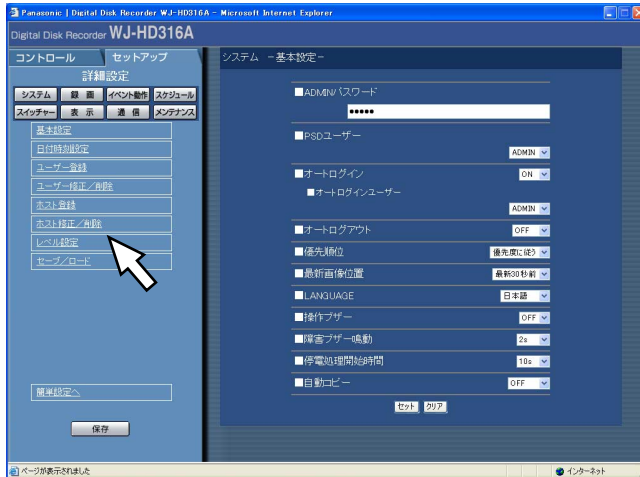 Panasonic | Digital Disk Recorder WJ-HD316A - Microsoft Internet Explorer
Digital Disk Recorder WJ-HD316A
コントロール
セットアップ
システム －基本設定－
詳細設定
システム 録 画 イベント動作 スケジュール
スイッチャー 表 示 通 信 メンテナンス
基本設定
日付時刻設定
ユーザー登録
ユーザー修正／削除
ホスト登録
ホスト修正／削除
レベル設定
セーブ／ロード
簡単設定へ
保存
■ADMINパスワード
•••••
■PSDユーザー
ADMIN
■オートログイン ON
■オートログインユーザー
ADMIN
■オートログアウト OFF
■優先順位 優先度に従う
■最新画像位置 最新30秒前
■LANGUAGE 日本語
■操作ブザー OFF
■障害ブザー鳴動 2s
■停電処理開始時間 10s
■自動コピー OFF
セット クリア
ページが表示されました
インターネット